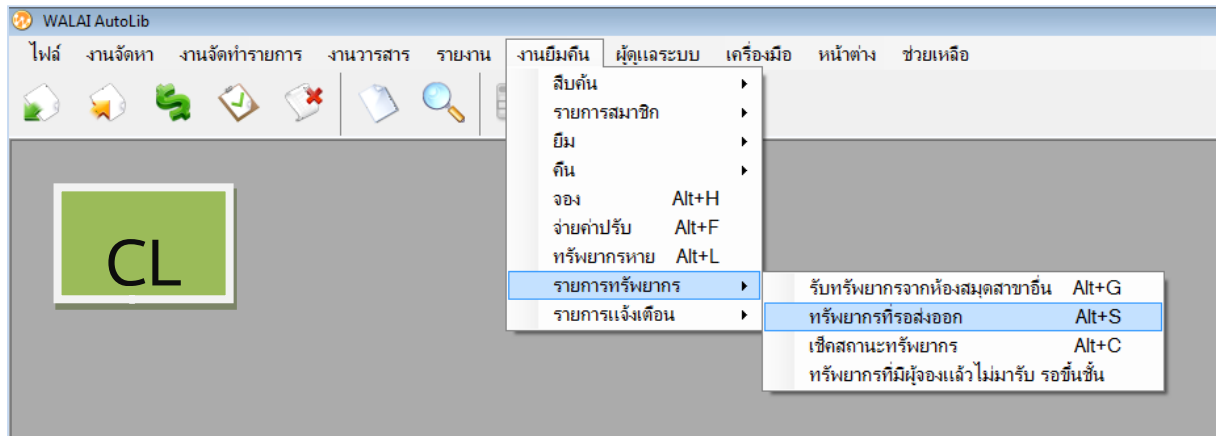 WALAI AutoLib
ไฟล์ งานจัดหา งานจัดทำรายการ งานวารสาร รายงาน งานยืมคืน ผู้ดูแลระบบ เครื่องมือ หน้าต่าง ช่วยเหลือ
สืบค้น
รายการสมาชิก
ยืม
คืน
จอง Alt+H
จ่ายค่าปรับ Alt+F
ทรัพยากรหาย Alt+L
รายการทรัพยากร
รายการแจ้งเตือน
CL
รับทรัพยากรจากห้องสมุดสาขาอื่น Alt+G
ทรัพยากรที่รอส่งออก Alt+S
เช็คสถานะทรัพยากร Alt+C
ทรัพยากรที่มีผู้จองแล้วไม่มารับ รอขึ้นชั้น